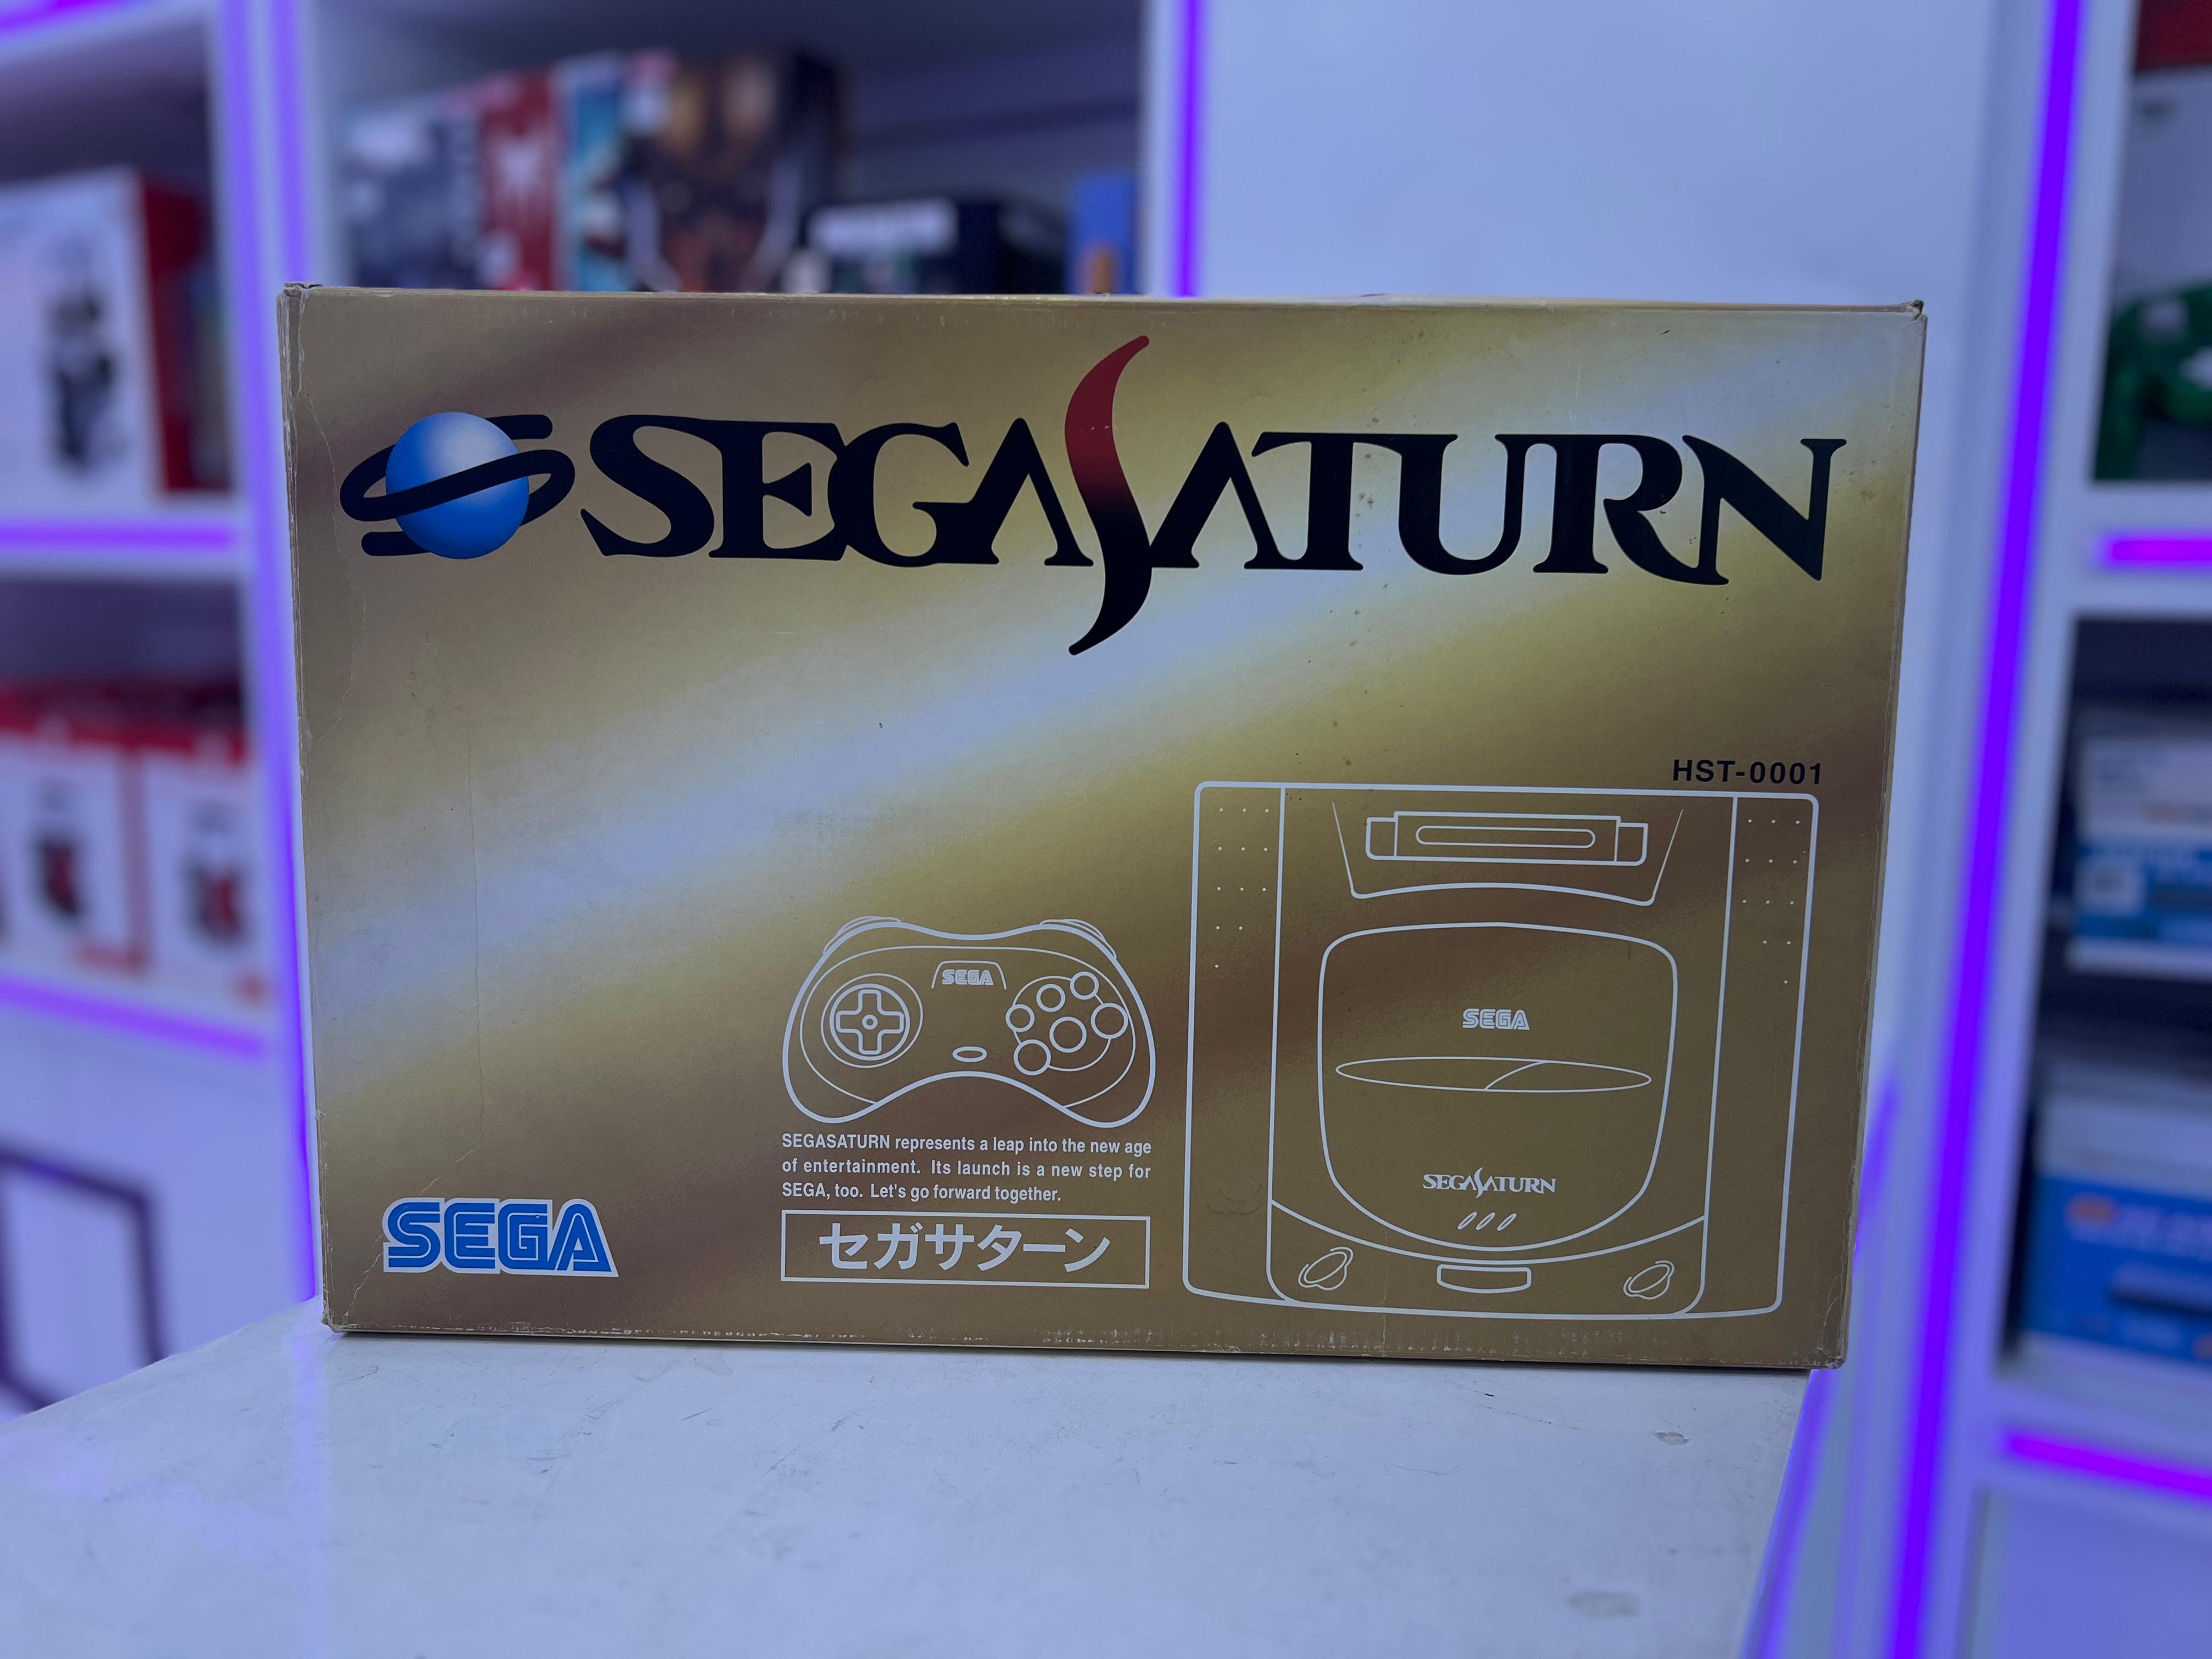 SEGASATURN
HST-0001
SEGA
SEGA
SEGASATURN
SEGASATURN represents a leap into the new age
of entertainment. Its launch is a new step for
SEGA, too. Let's go forward together.
セガサターン
SEGA